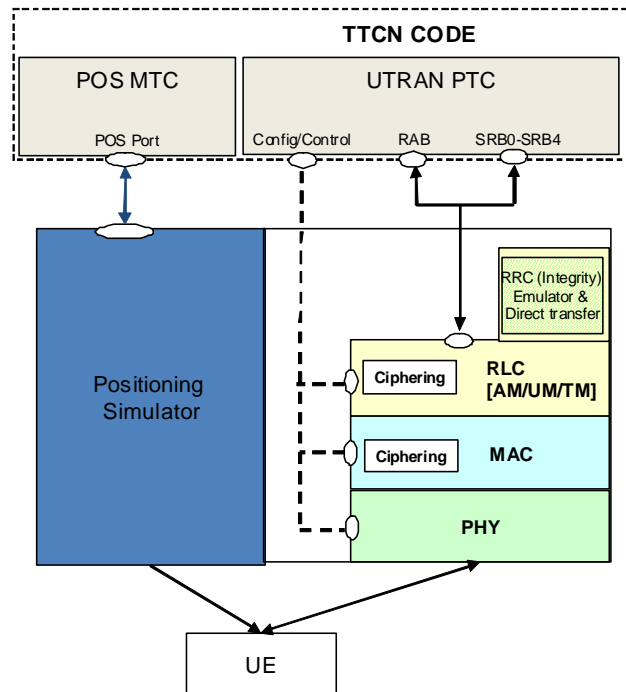 TTCN CODE
POS MTC
UTRAN PTC
POS Port
Config/Control
RAB
SRB0-SRB4
RRC (Integrity)
Emulator &
Direct transfer
Positioning
Simulator
Ciphering
RLC
[AM/UM/TM]
Ciphering
MAC
PHY
UE